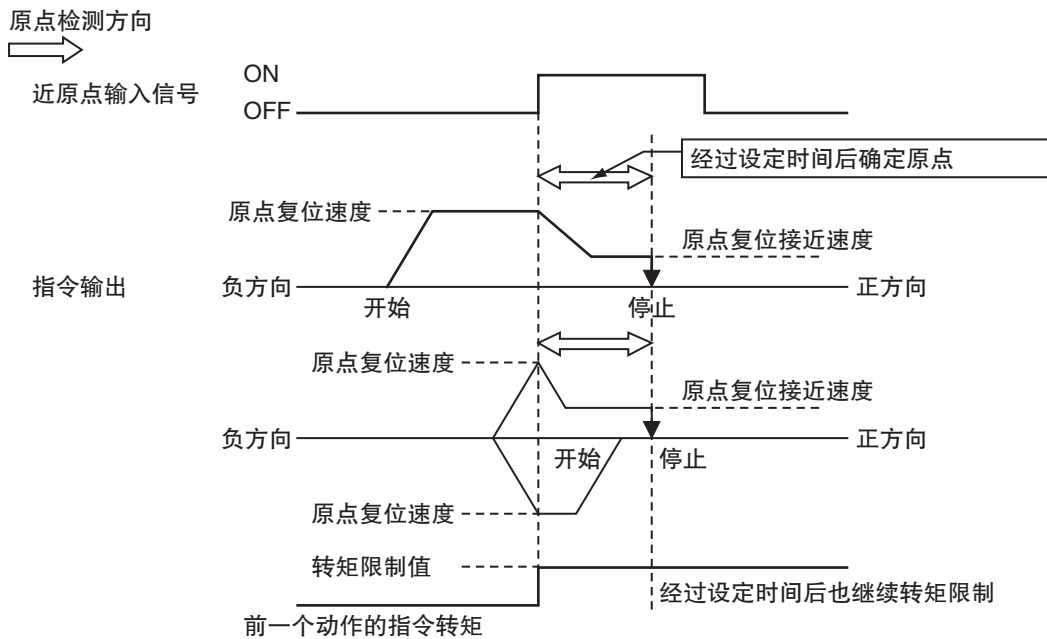 原点检测方向
ON
近原点输入信号
OFF
经过设定时间后确定原点
原点复位速度
原点复位接近速度
指令输出
负方向
正方向
开始
停止
原点复位速度
原点复位接近速度
负方向
正方向
开始
停止
原点复位速度
转矩限制值
经过设定时间后也继续转矩限制
前一个动作的指令转矩